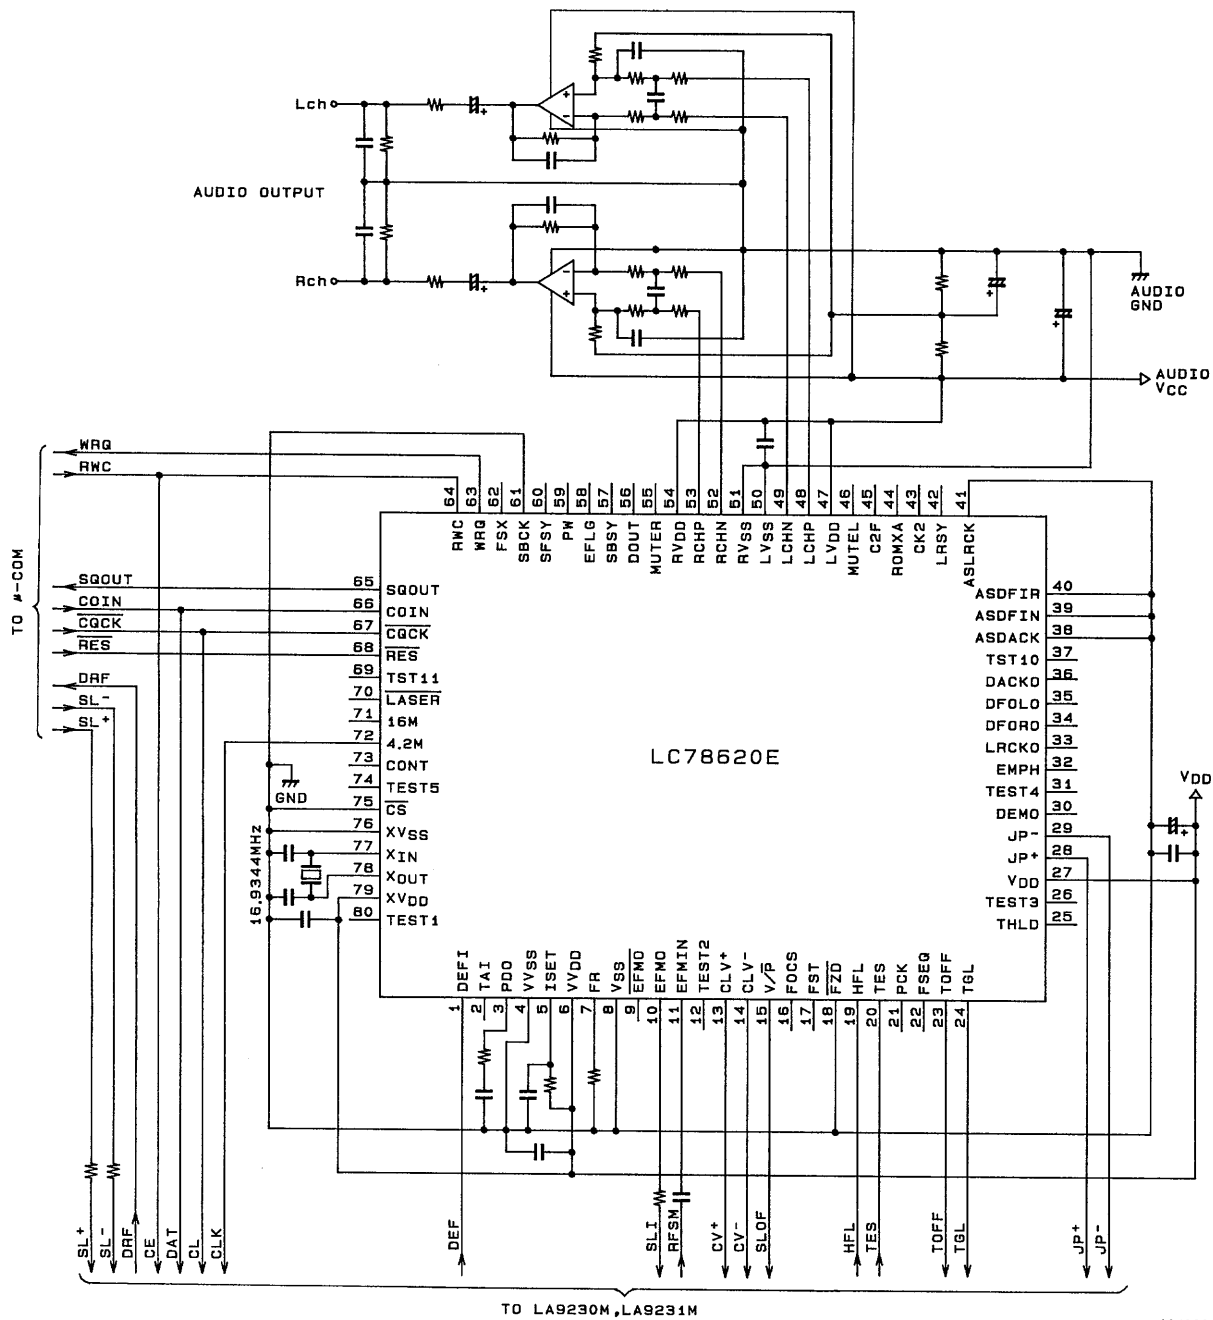 Lch
+
-
+
AUDIO OUTPUT
Rch
-
+
+
+
+
AUDIO
GND
AUDIO
VCC
WRQ
RWC
64 63 62 61 60 59 58 57 56 55 54 53 52 51 50 49 48 47 46 45 44 43 42 41
RWC WRQ FSX SBCK SFSY PW EFLG SBSY DOUT MUTER RVDD RCHP RCHN RVSS LVSS LCHN LCHP LVDD MUTEL C2F ROMXA CK2 LRSY ASLRCK
TO μ-COM
SQOUT
COIN
CQCK
RES
DRF
SL-
SL+
65 SQOUT
66 COIN
67 CQCK
68 RES
69 TST11
70 LASER
71 16M
72 4.2M
73 CONT
74 TEST5
75 CS
76 XVSS
77 XIN
78 XOUT
79 XVDD
80 TEST1
GND
16.9344MHz
LC78620E
ASDFIR 40
ASDFIN 39
ASDACK 38
TST10 37
DACKO 36
DFOLO 35
DFORO 34
LRCKO 33
EMPH 32
TEST4 31
DEMO 30
JP- 29
JP+ 28
VDD 27
TEST3 26
THLD 25
VDD
+
DEFI TAI PDO VVSS ISET VVDD FR VSS EFMO EFMO EFMIN TEST2 CLV+ CLV- V/P FOCS FST FZD HFL TES PCK FSEQ TOFF TGL
1 2 3 4 5 6 7 8 9 10 11 12 13 14 15 16 17 18 19 20 21 22 23 24
SL+ SL- DRF CE DAT CL CLK DEF SLI RFSM CV+ CV- SLOF HFL TES TOFF TGL JP+ JP-
TO LA9230M,LA9231M